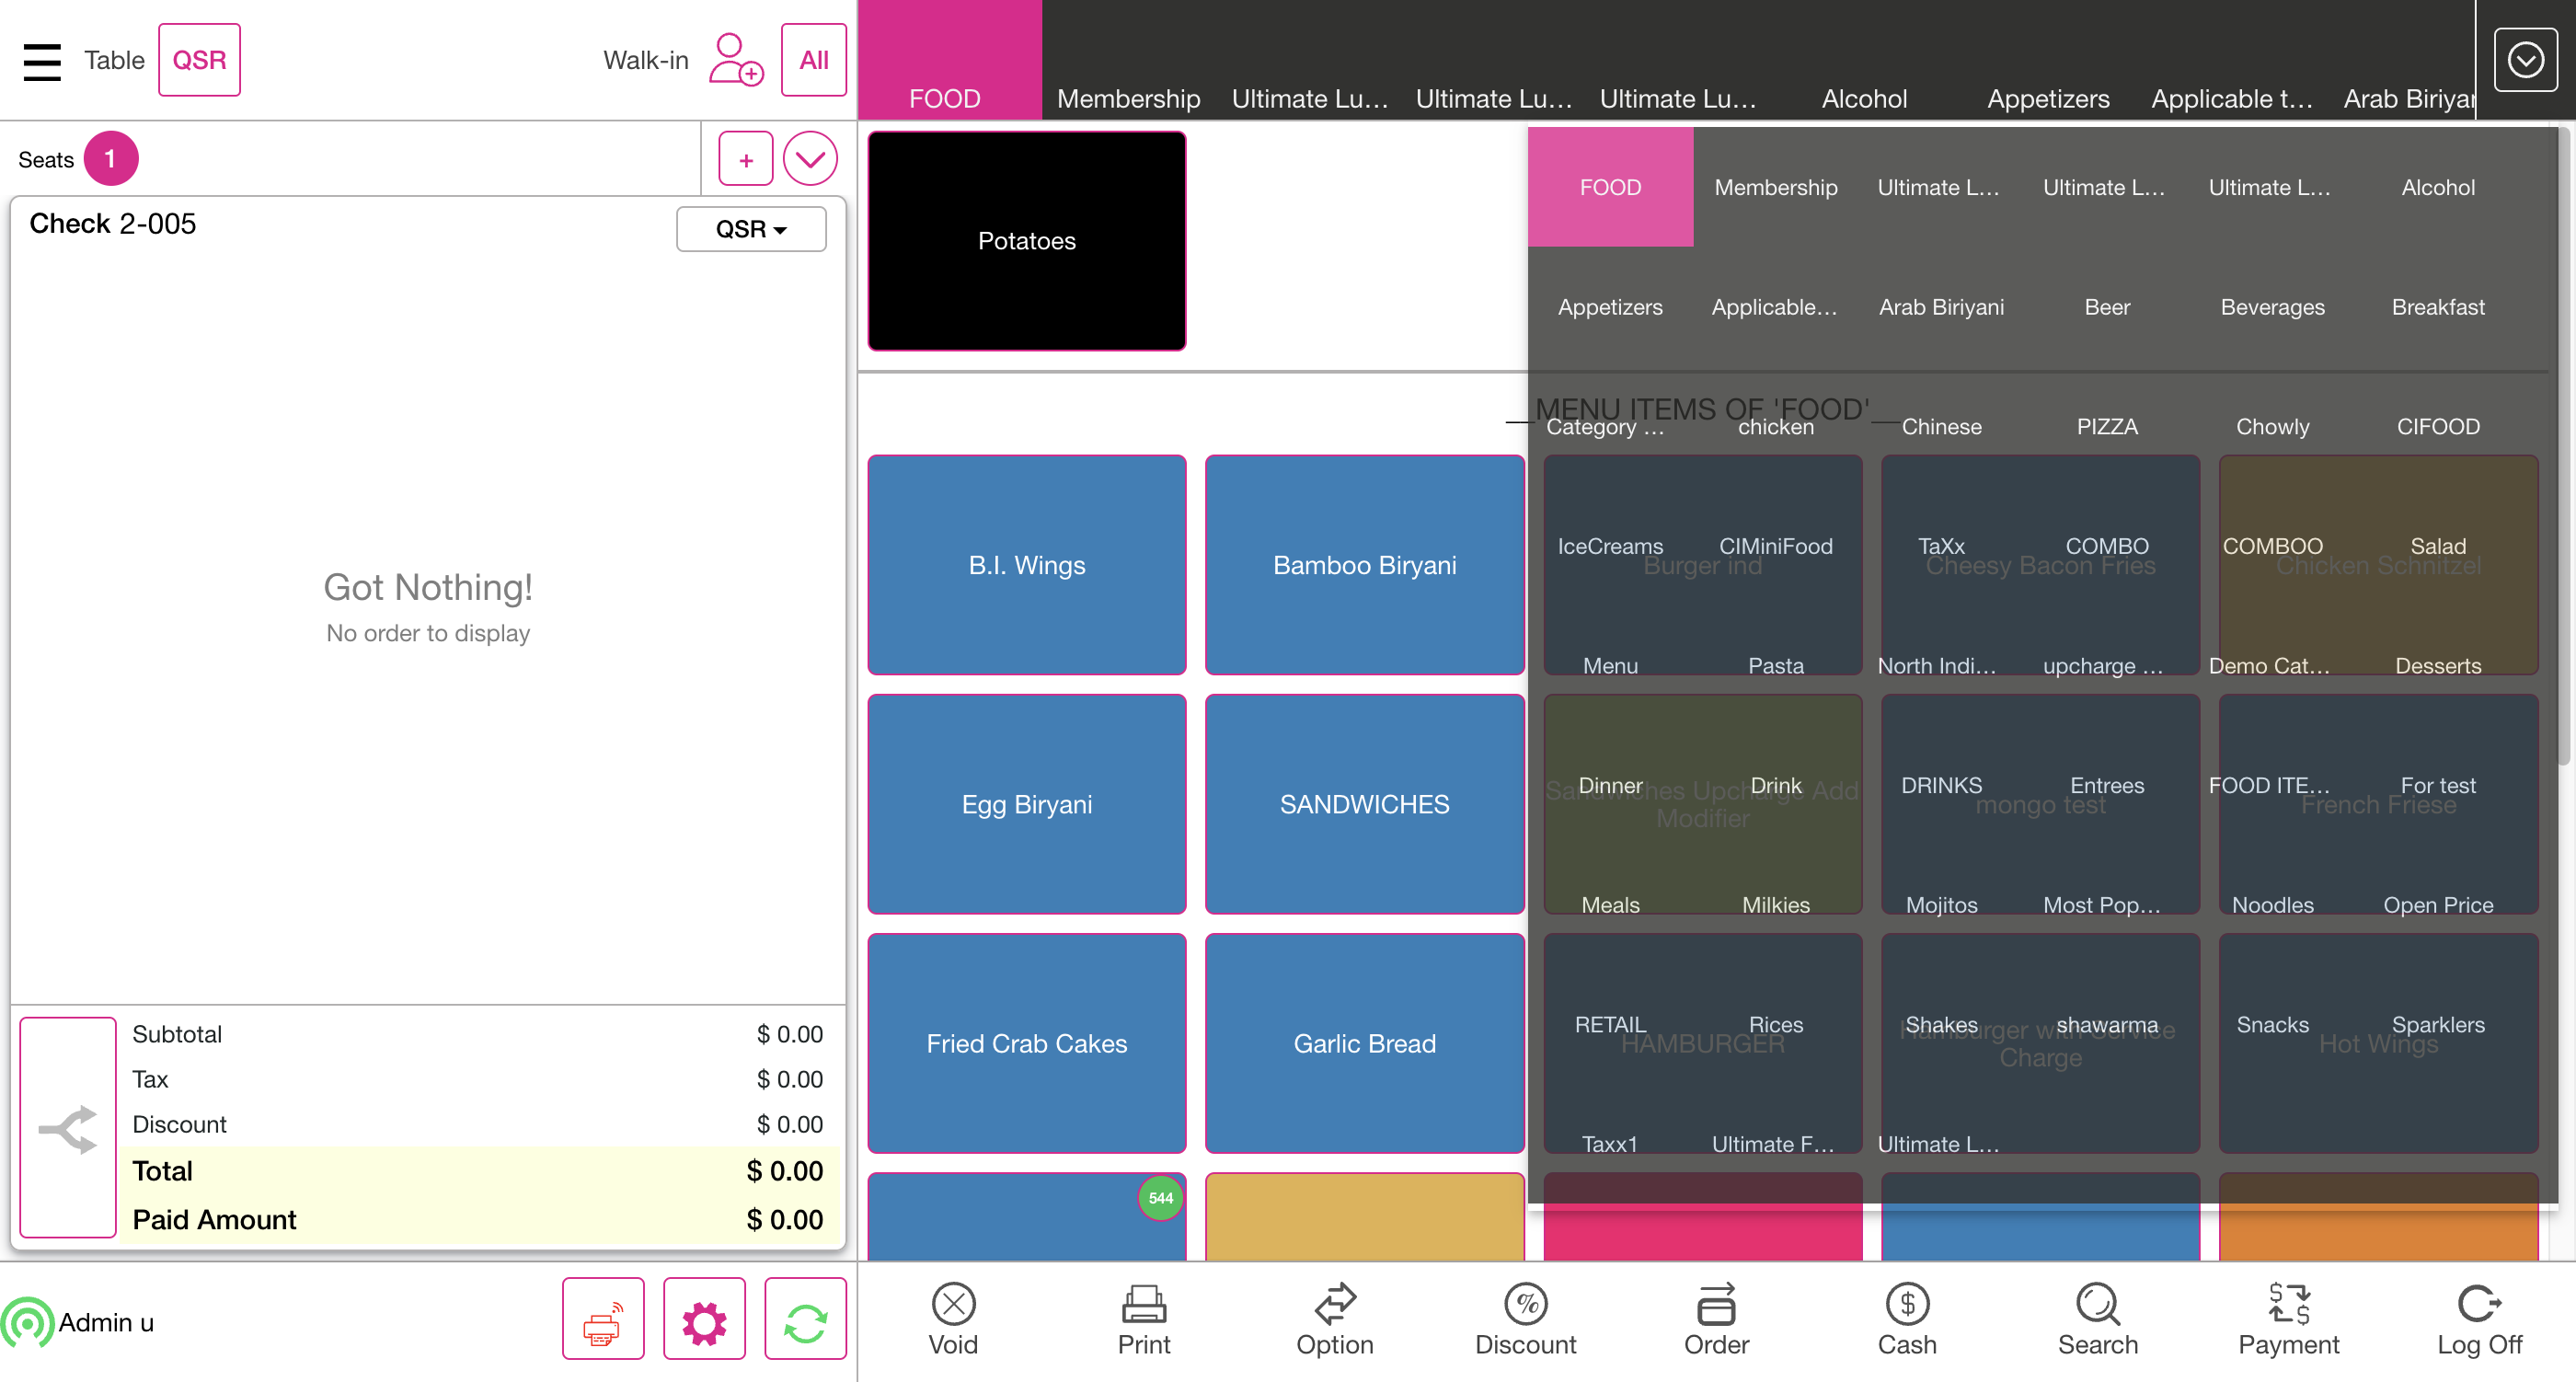 Table
QSR
Walk-in
All
FOOD
Membership
Ultimate Lu...
Ultimate Lu...
Ultimate Lu...
Alcohol
Appetizers
Applicable t...
Arab Biriyar
Seats
1
+
Check 2-005
QSR
Got Nothing!
No order to display
Subtotal
$ 0.00
Tax
$ 0.00
Discount
$ 0.00
Total
$ 0.00
Paid Amount
$ 0.00
Admin u
Potatoes
__MENU ITEMS OF 'FOOD'__
B.I. Wings
Bamboo Biryani
Burger ind
Cheesy Bacon Fries
Chicken Schnitzel
Egg Biryani
SANDWICHES
Sandwiches Upcharge Add
Modifier
mongo test
French Friese
Fried Crab Cakes
Garlic Bread
HAMBURGER
Hamburger with Service
Charge
Hot Wings
544
FOOD
Membership
Ultimate L...
Ultimate L...
Ultimate L...
Alcohol
Appetizers
Applicable...
Arab Biriyani
Beer
Beverages
Breakfast
Category ...
chicken
Chinese
PIZZA
Chowly
CIFOOD
IceCreams
CIMiniFood
TaXx
COMBO
COMBOO
Salad
Menu
Pasta
North Indi...
upcharge ...
Demo Cat...
Desserts
Dinner
Drink
DRINKS
Entrees
FOOD ITE...
For test
Meals
Milkies
Mojitos
Most Pop...
Noodles
Open Price
RETAIL
Rices
Shakes
shawarma
Snacks
Sparklers
Taxx1
Ultimate F...
Ultimate L...
Void
Print
Option
Discount
Order
Cash
Search
Payment
Log Off